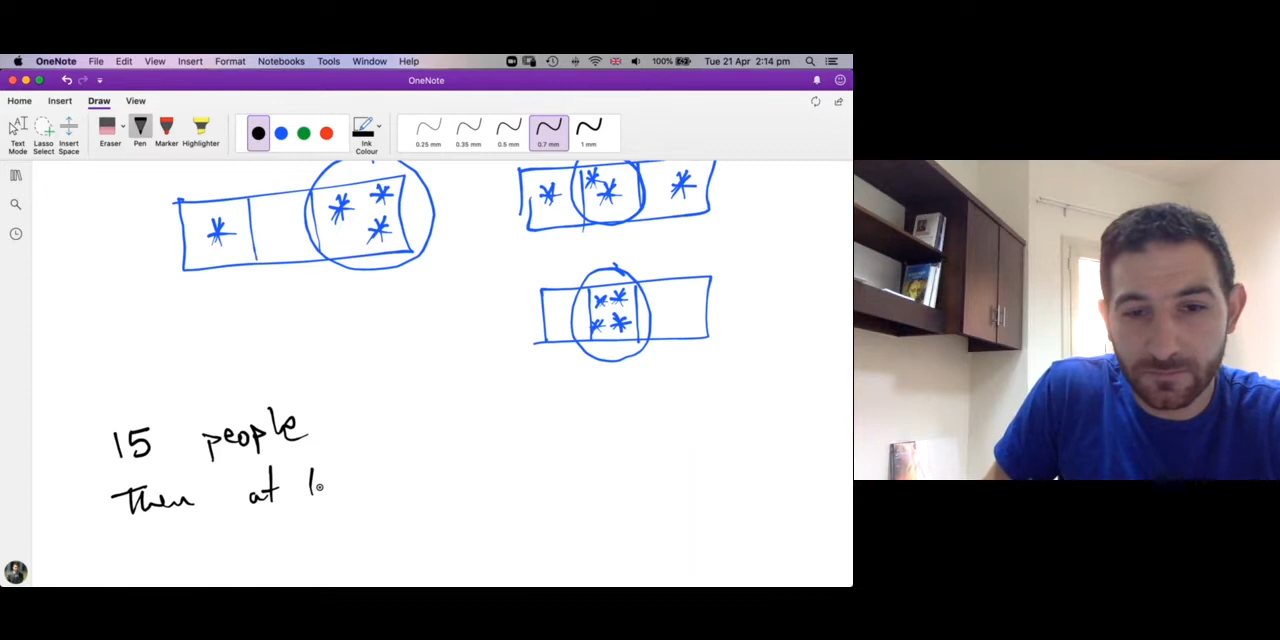 OneNote File Edit View Insert Format Notebooks Tools Window Help 100% Tue 21 Apr 2:14 pm
OneNote
Home Insert Draw View
Text Mode Lasso Select Insert Space Eraser Pen Marker Highlighter Ink Colour 0.25 mm 0.35 mm 0.5 mm 0.7 mm 1 mm
15 people
Then at